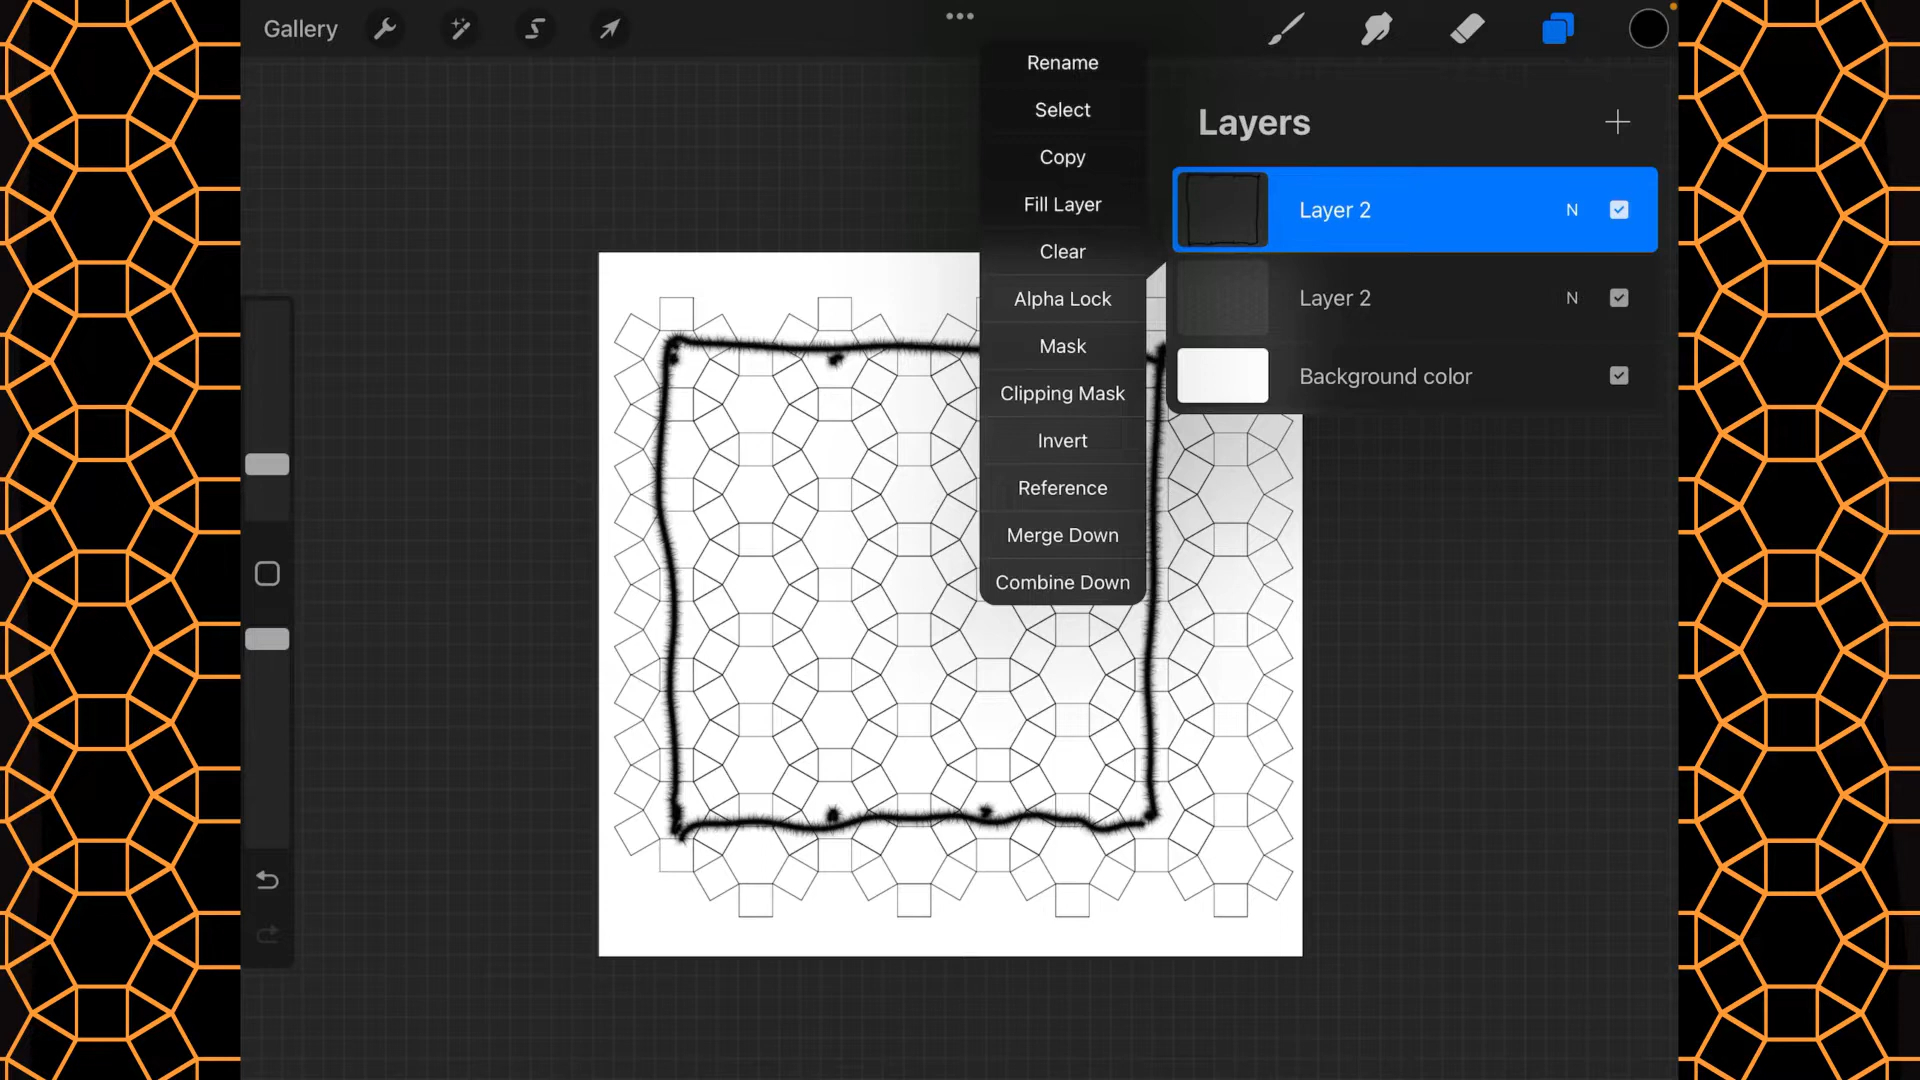 Gallery
Rename
Select
Copy
Fill Layer
Clear
Alpha Lock
Mask
Clipping Mask
Invert
Reference
Merge Down
Combine Down
Layers
Layer 2 N
Layer 2 N
Background color